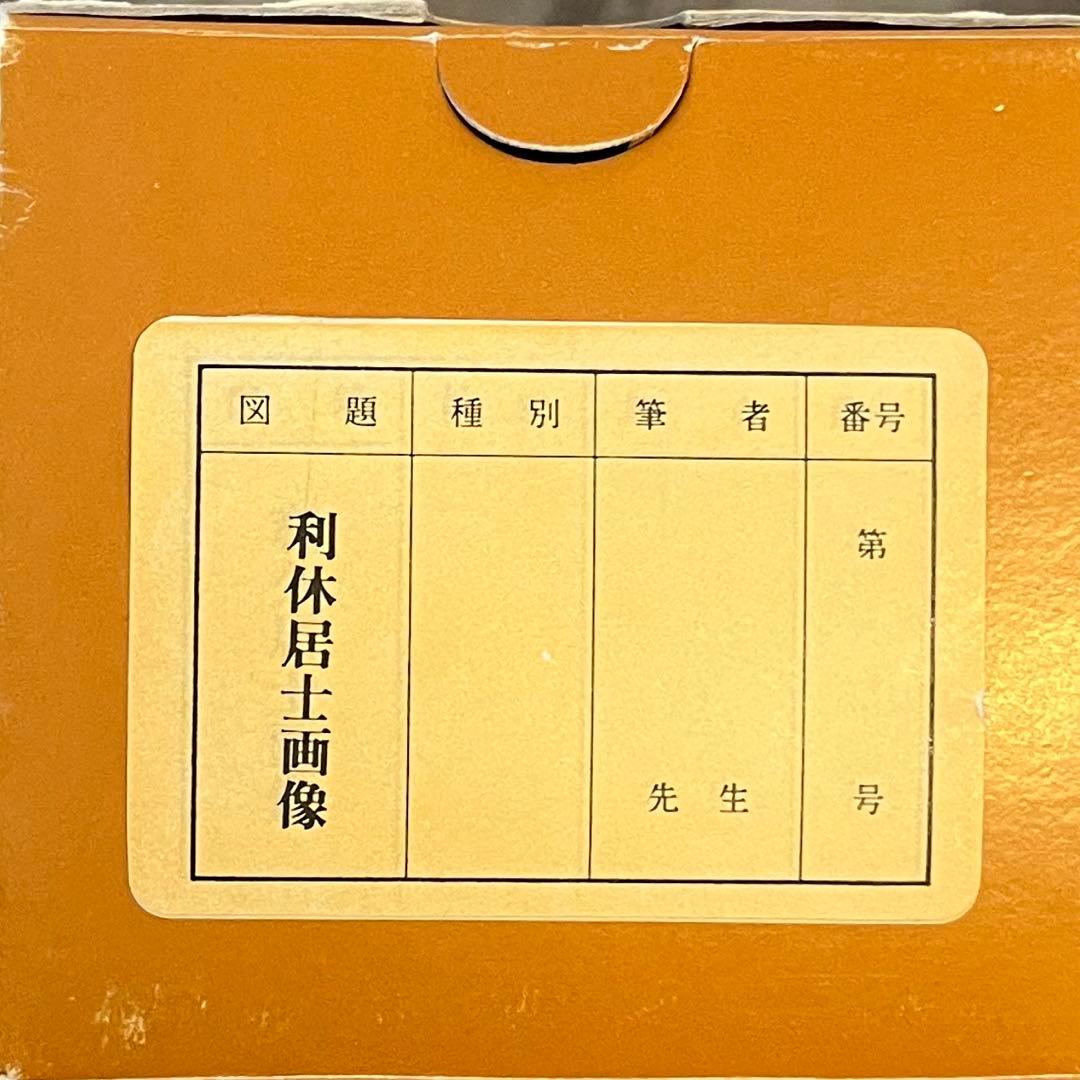 図題 種別 筆者 番号
利休居士画像
先生
第 号